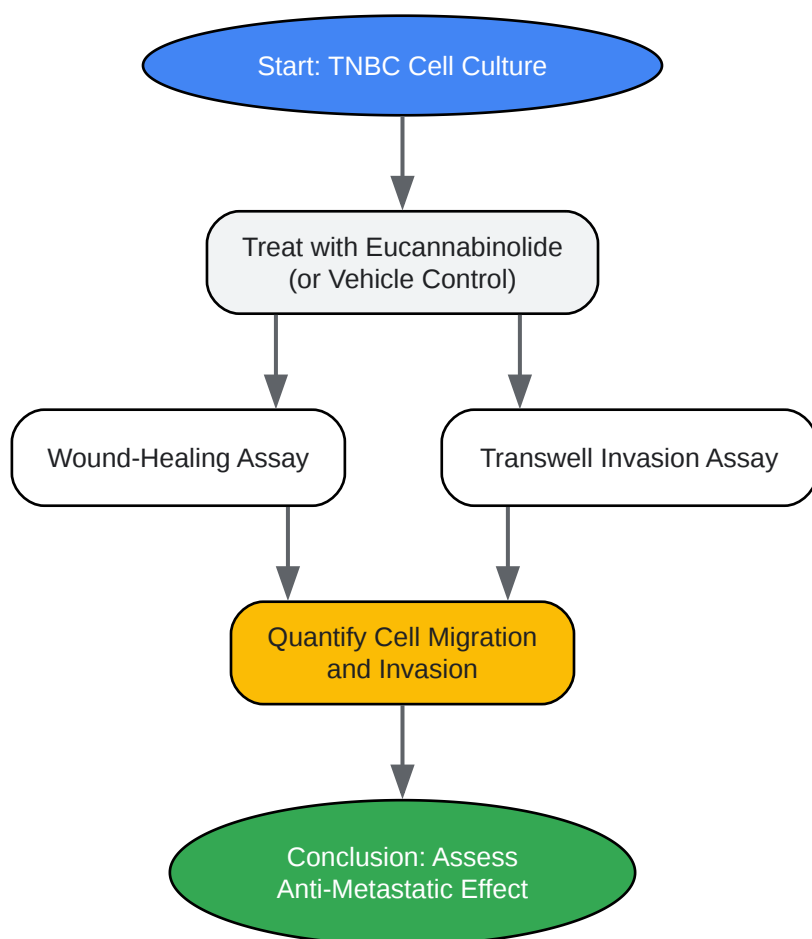 Start: TNBC Cell Culture
Treat with Eucannabinolide
(or Vehicle Control)
Wound-Healing Assay
Transwell Invasion Assay
Quantify Cell Migration
and Invasion
Conclusion: Assess
Anti-Metastatic Effect